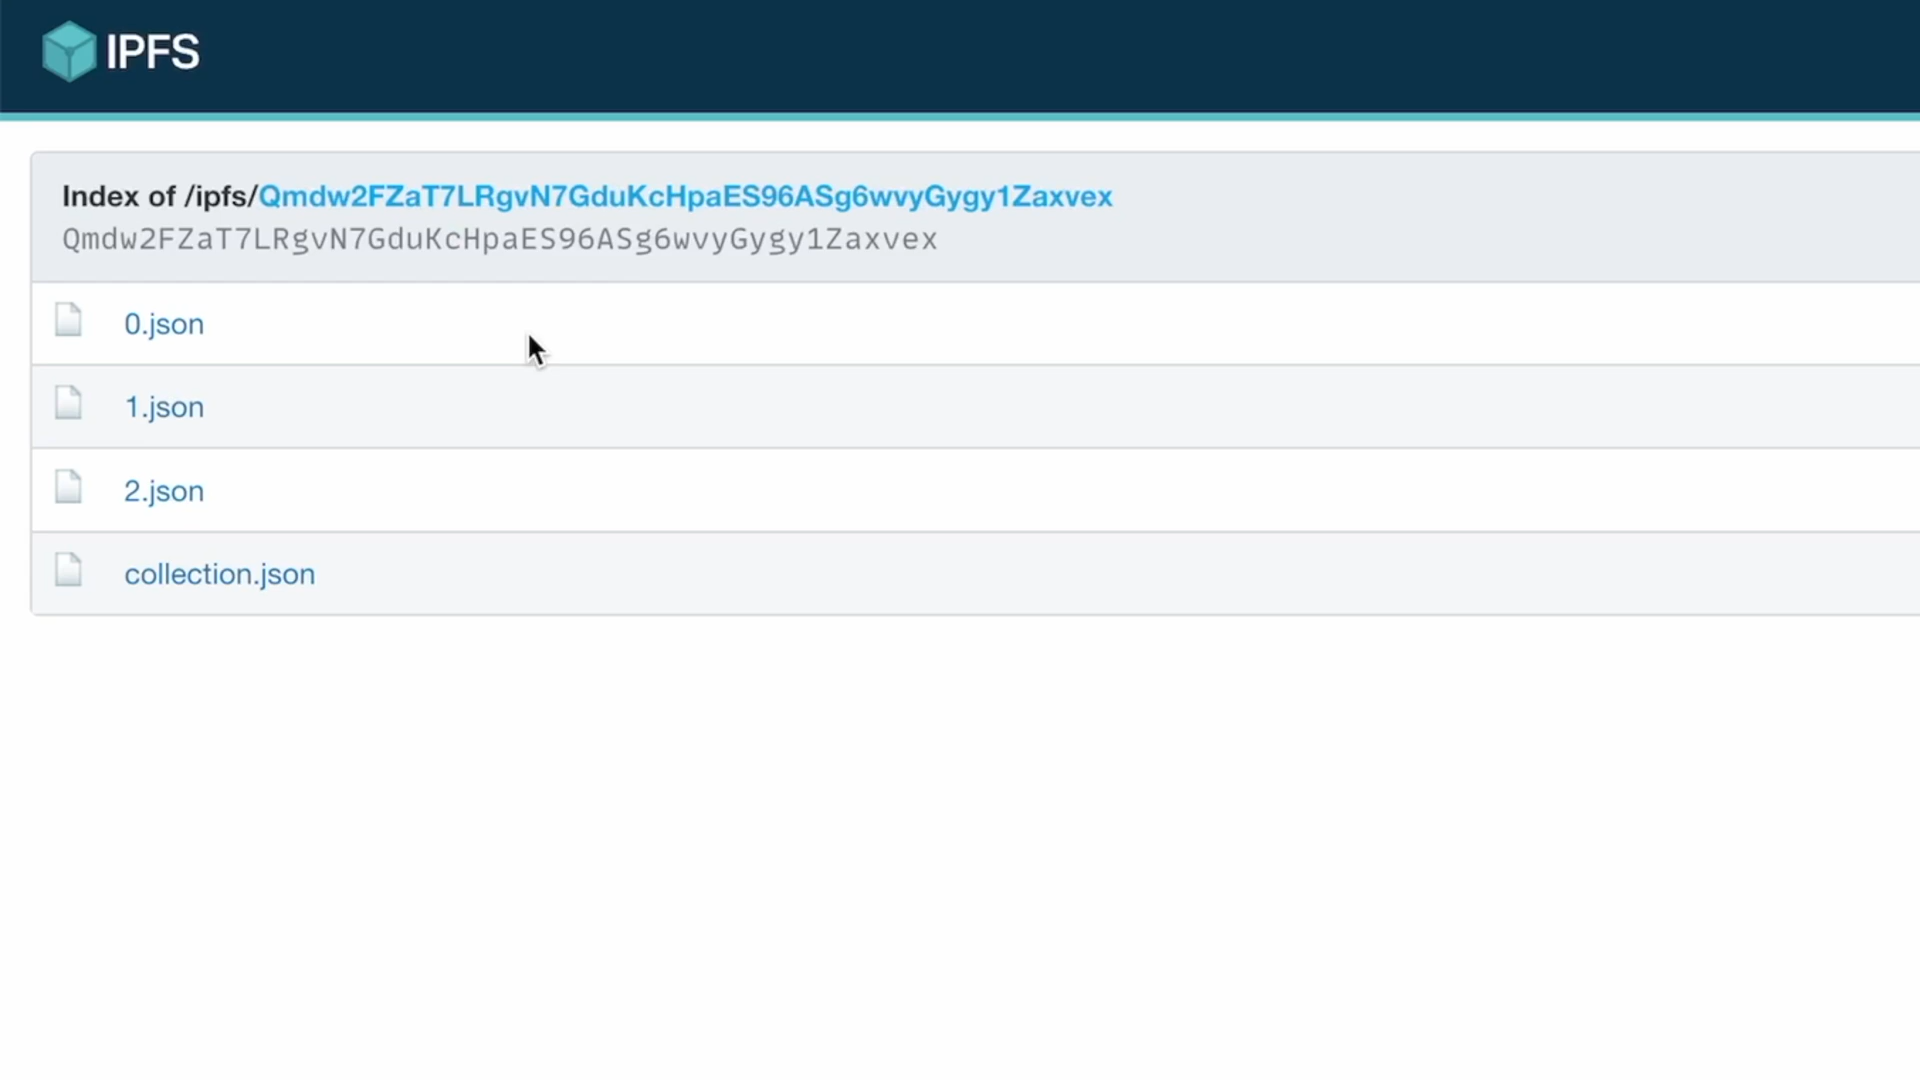 IPFS
Index of /ipfs/Qmdw2FZaT7LRgvN7GduKcHpaES96ASg6wvyGygy1Zaxvex
Qmdw2FZaT7LRgvN7GduKcHpaES96ASg6wvyGygy1Zaxvex
0.json
1.json
2.json
collection.json